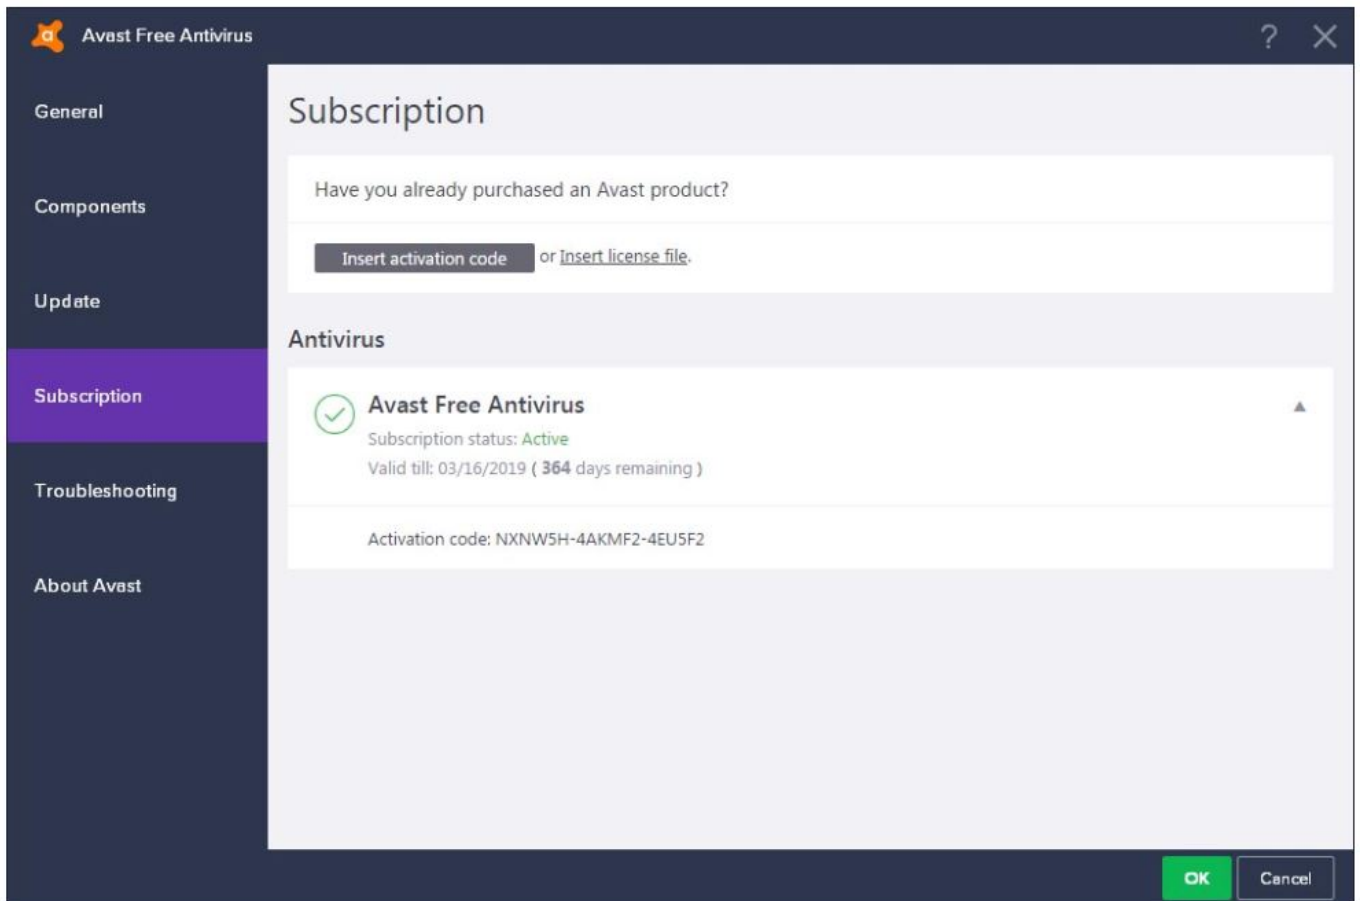 Avast Free Antivirus
?
General
Components
Update
Subscription
Troubleshooting
About Avast
Subscription
Have you already purchased an Avast product?
Insert activation code or Insert license file.
Antivirus
Avast Free Antivirus
Subscription status: Active
Valid till: 03/16/2019 ( 364 days remaining )
Activation code: NXNW5H-4AKMF2-4EU5F2
OK Cancel